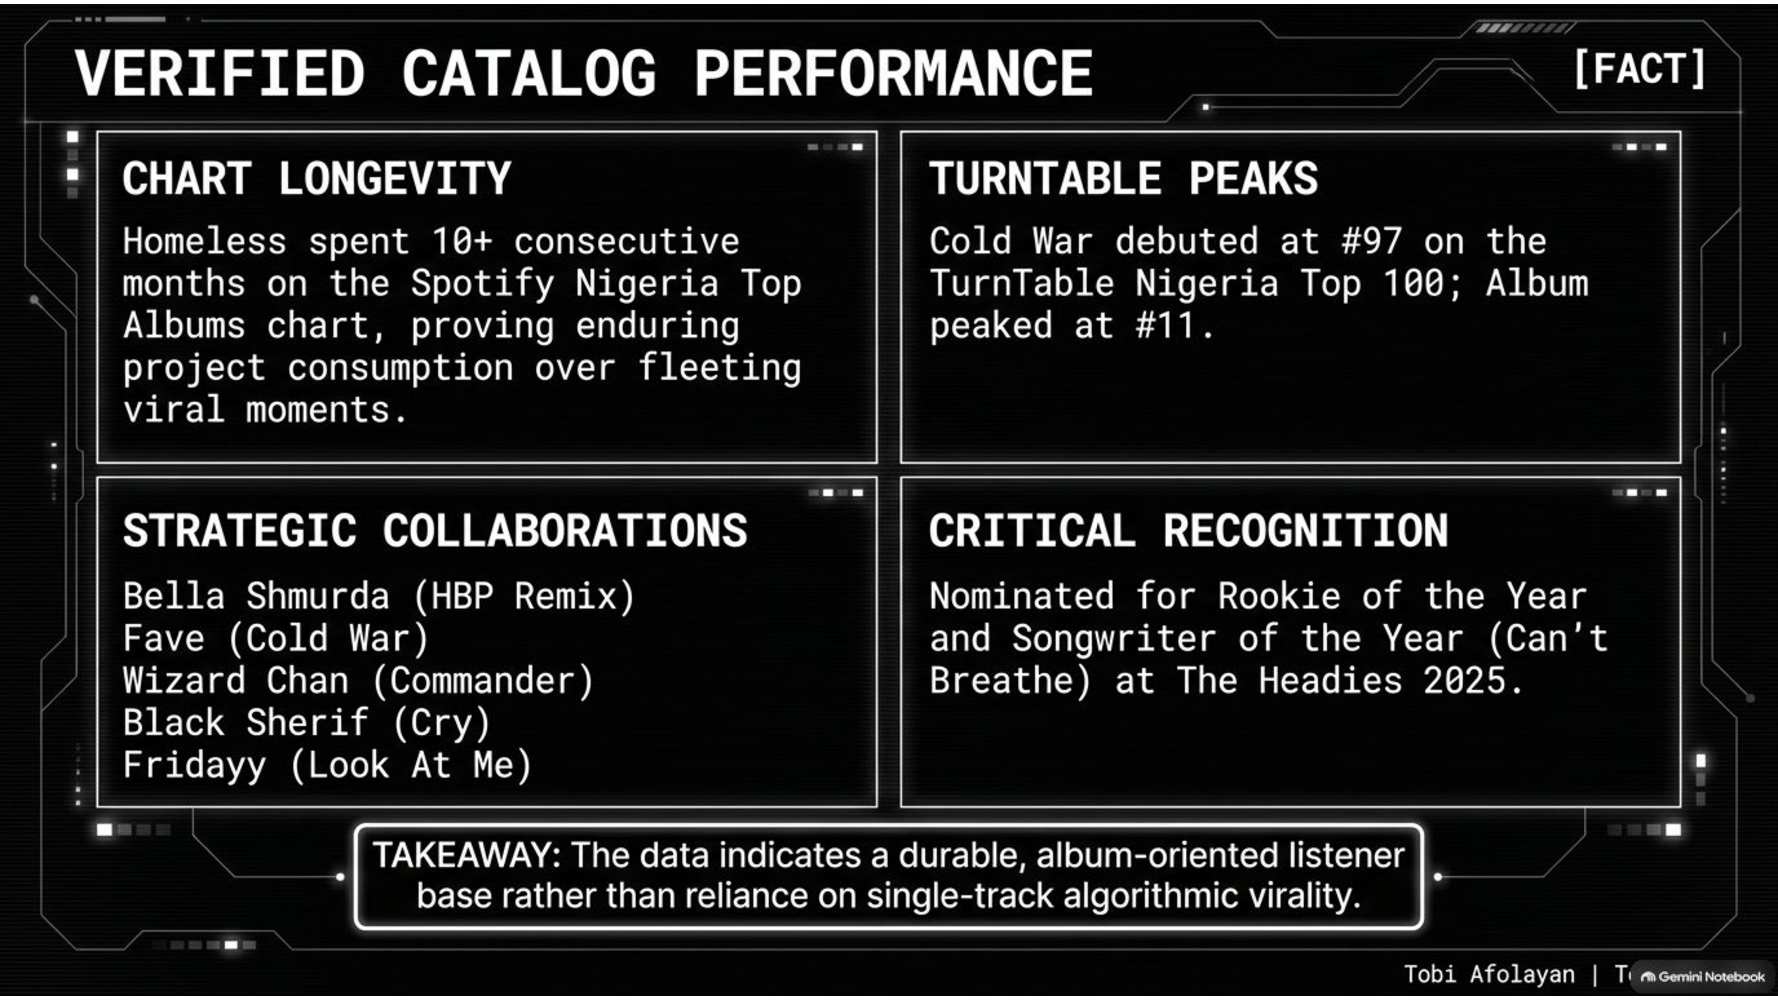 VERIFIED CATALOG PERFORMANCE
[FACT]
CHART LONGEVITY
Homeless spent 10+ consecutive
months on the Spotify Nigeria Top
Albums chart, proving enduring
project consumption over fleeting
viral moments.
TURNTABLE PEAKS
Cold War debuted at #97 on the
TurnTable Nigeria Top 100; Album
peaked at #11.
STRATEGIC COLLABORATIONS
Bella Shmurda (HBP Remix)
Fave (Cold War)
Wizard Chan (Commander)
Black Sherif (Cry)
Fridayy (Look At Me)
CRITICAL RECOGNITION
Nominated for Rookie of the Year
and Songwriter of the Year (Can't
Breathe) at The Headies 2025.
TAKEAWAY: The data indicates a durable, album-oriented listener
base rather than reliance on single-track algorithmic virality.
Tobi Afolayan |
Gemini Notebook